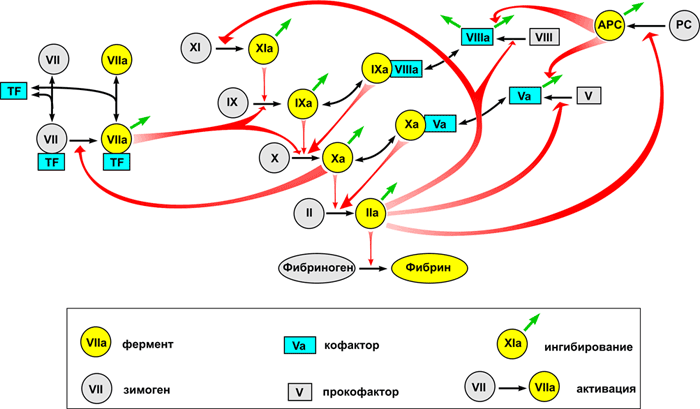 VII
VIIa
TF
VII
TF
VIIa
TF
XI
XIa
IX
IXa
IXa
VIIIa
VIIIa
VIII
APC
PC
X
Xa
Xa
Va
Va
V
II
IIa
Фибриноген
Фибрин
VIIa
фермент
Va
кофактор
XIa
ингибирование
VII
зимоген
V
прокофактор
VII
VIIa
активация